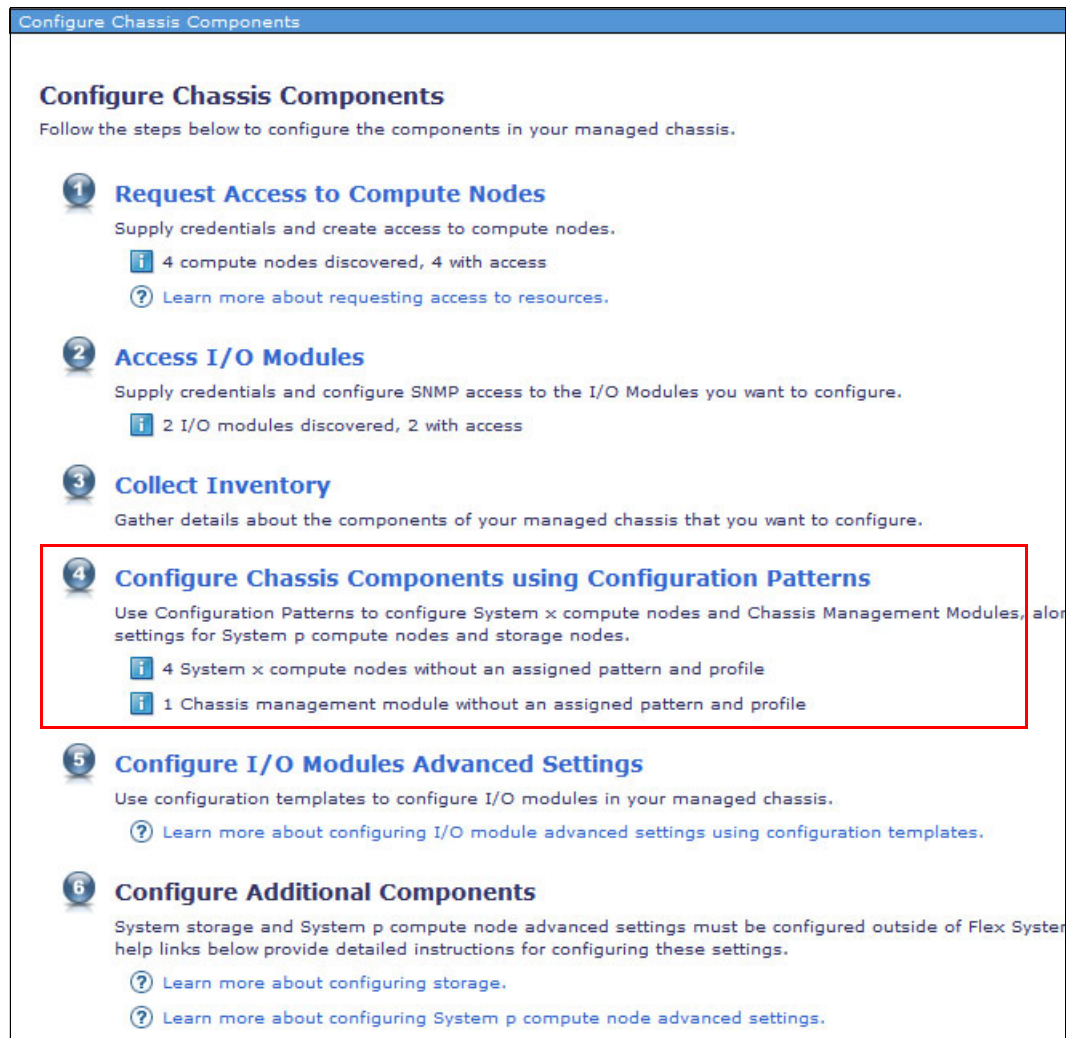 Configure Chassis Components
Configure Chassis Components
Follow the steps below to configure the components in your managed chassis.
1 Request Access to Compute Nodes
Supply credentials and create access to compute nodes.
i 4 compute nodes discovered, 4 with access
? Learn more about requesting access to resources.
2 Access I/O Modules
Supply credentials and configure SNMP access to the I/O Modules you want to configure.
i 2 I/O modules discovered, 2 with access
3 Collect Inventory
Gather details about the components of your managed chassis that you want to configure.
4 Configure Chassis Components using Configuration Patterns
Use Configuration Patterns to configure System x compute nodes and Chassis Management Modules,
settings for System p compute nodes and storage nodes.
i 4 System x compute nodes without an assigned pattern and profile
i 1 Chassis management module without an assigned pattern and profile
5 Configure I/O Modules Advanced Settings
Use configuration templates to configure I/O modules in your managed chassis.
? Learn more about configuring I/O module advanced settings using configuration templates.
6 Configure Additional Components
System storage and System p compute node advanced settings must be configured outside of Flex
help links below provide detailed instructions for configuring these settings.
? Learn more about configuring storage.
? Learn more about configuring System p compute node advanced settings.